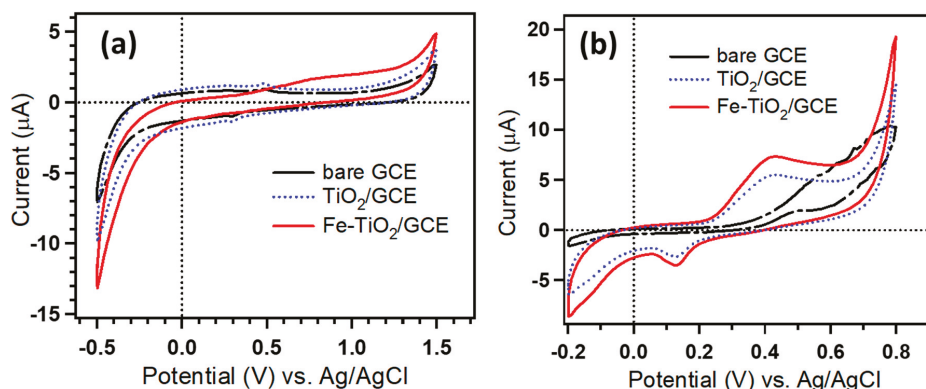 (a)
5
0
-5
-10
-15
Current (μA)
bare GCE
TiO₂/GCE
Fe-TiO₂/GCE
-0.5 0.0 0.5 1.0 1.5
Potential (V) vs. Ag/AgCl
(b)
20
15
10
5
0
-5
Current (μA)
bare GCE
TiO₂/GCE
Fe-TiO₂/GCE
-0.2 0.0 0.2 0.4 0.6 0.8
Potential (V) vs. Ag/AgCl